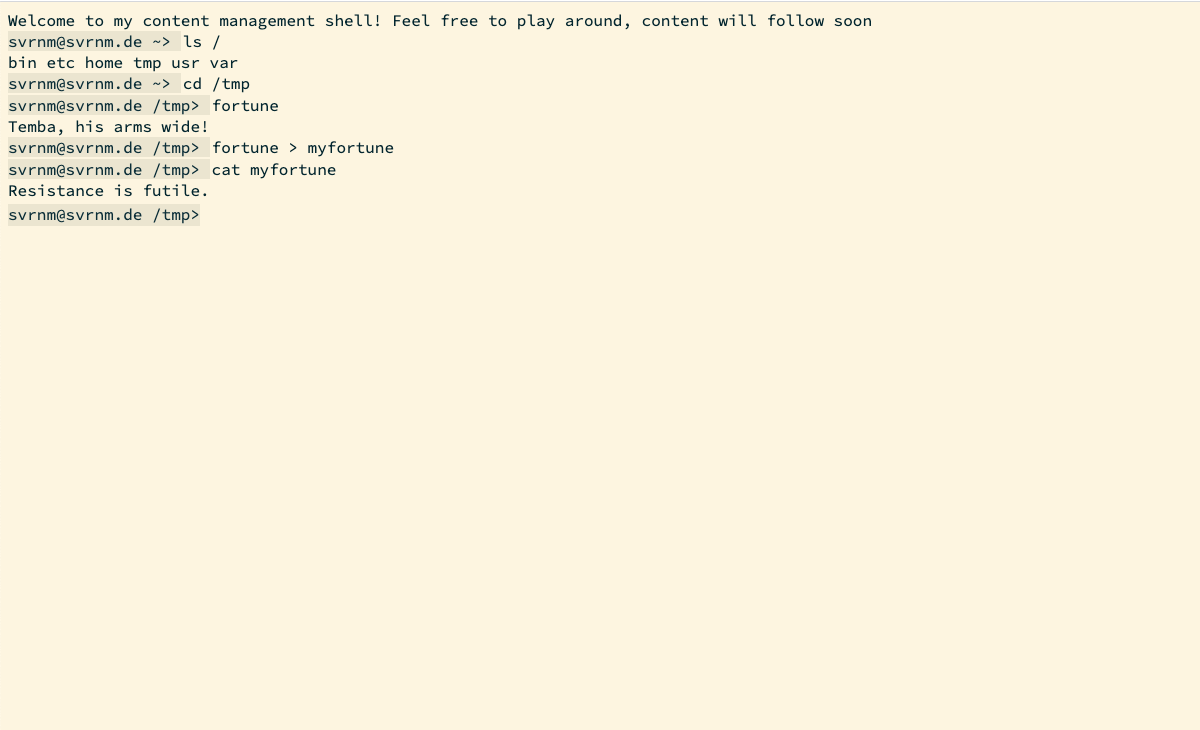 Welcome to my content management shell! Feel free to play around, content will follow soon
svrnm@svrnm.de ~> ls /
bin etc home tmp usr var
svrnm@svrnm.de ~> cd /tmp
svrnm@svrnm.de /tmp> fortune
Temba, his arms wide!
svrnm@svrnm.de /tmp> fortune > myfortune
svrnm@svrnm.de /tmp> cat myfortune
Resistance is futile.
svrnm@svrnm.de /tmp>